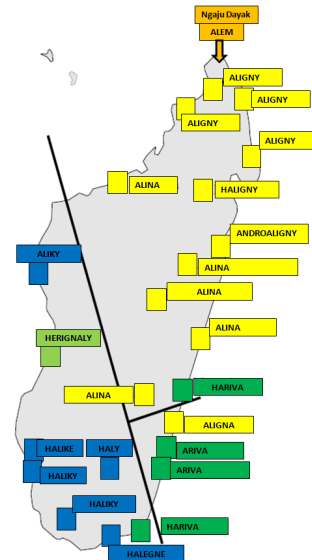 Ngaju Dayak
ALEM
ALIGNY
ALIGNY
ALIGNY
ALIGNY
ALINA
HALIGNY
ANDROALIGNY
ALIKY
ALINA
ALINA
ALINA
HERIGNALY
HARIVA
ALINA
ALIGNA
HALIKE
HALY
ARIVA
HALIKY
ARIVA
HALIKY
HARIVA
HALEGNE